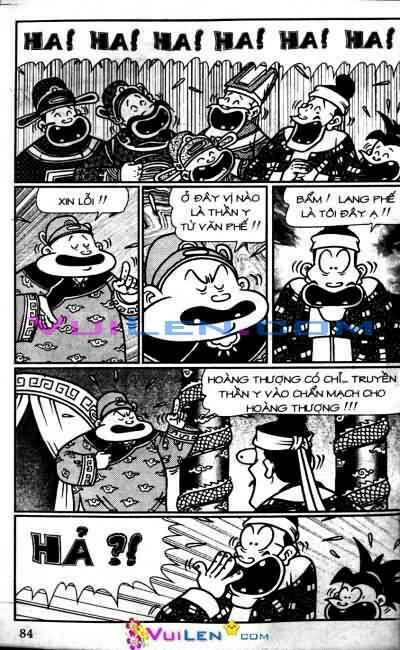 HA! HA! HA! HA! HA! HA!
XIN LỖI !!
Ở ĐÂY VỊ NÀO
LÀ THẦN Y
TỬ VĂN PHẾ !!
BẨM ! LANG PHẾ
LÀ TÔI ĐÂY Ạ !!
VUILEN.COM
HOÀNG THƯỢNG CÓ CHỈ... TRUYỀN
THẦN Y VÀO CHẨN MẠCH CHO
HOÀNG THƯỢNG !!!
HẢ ?!
84
VUILEN.COM